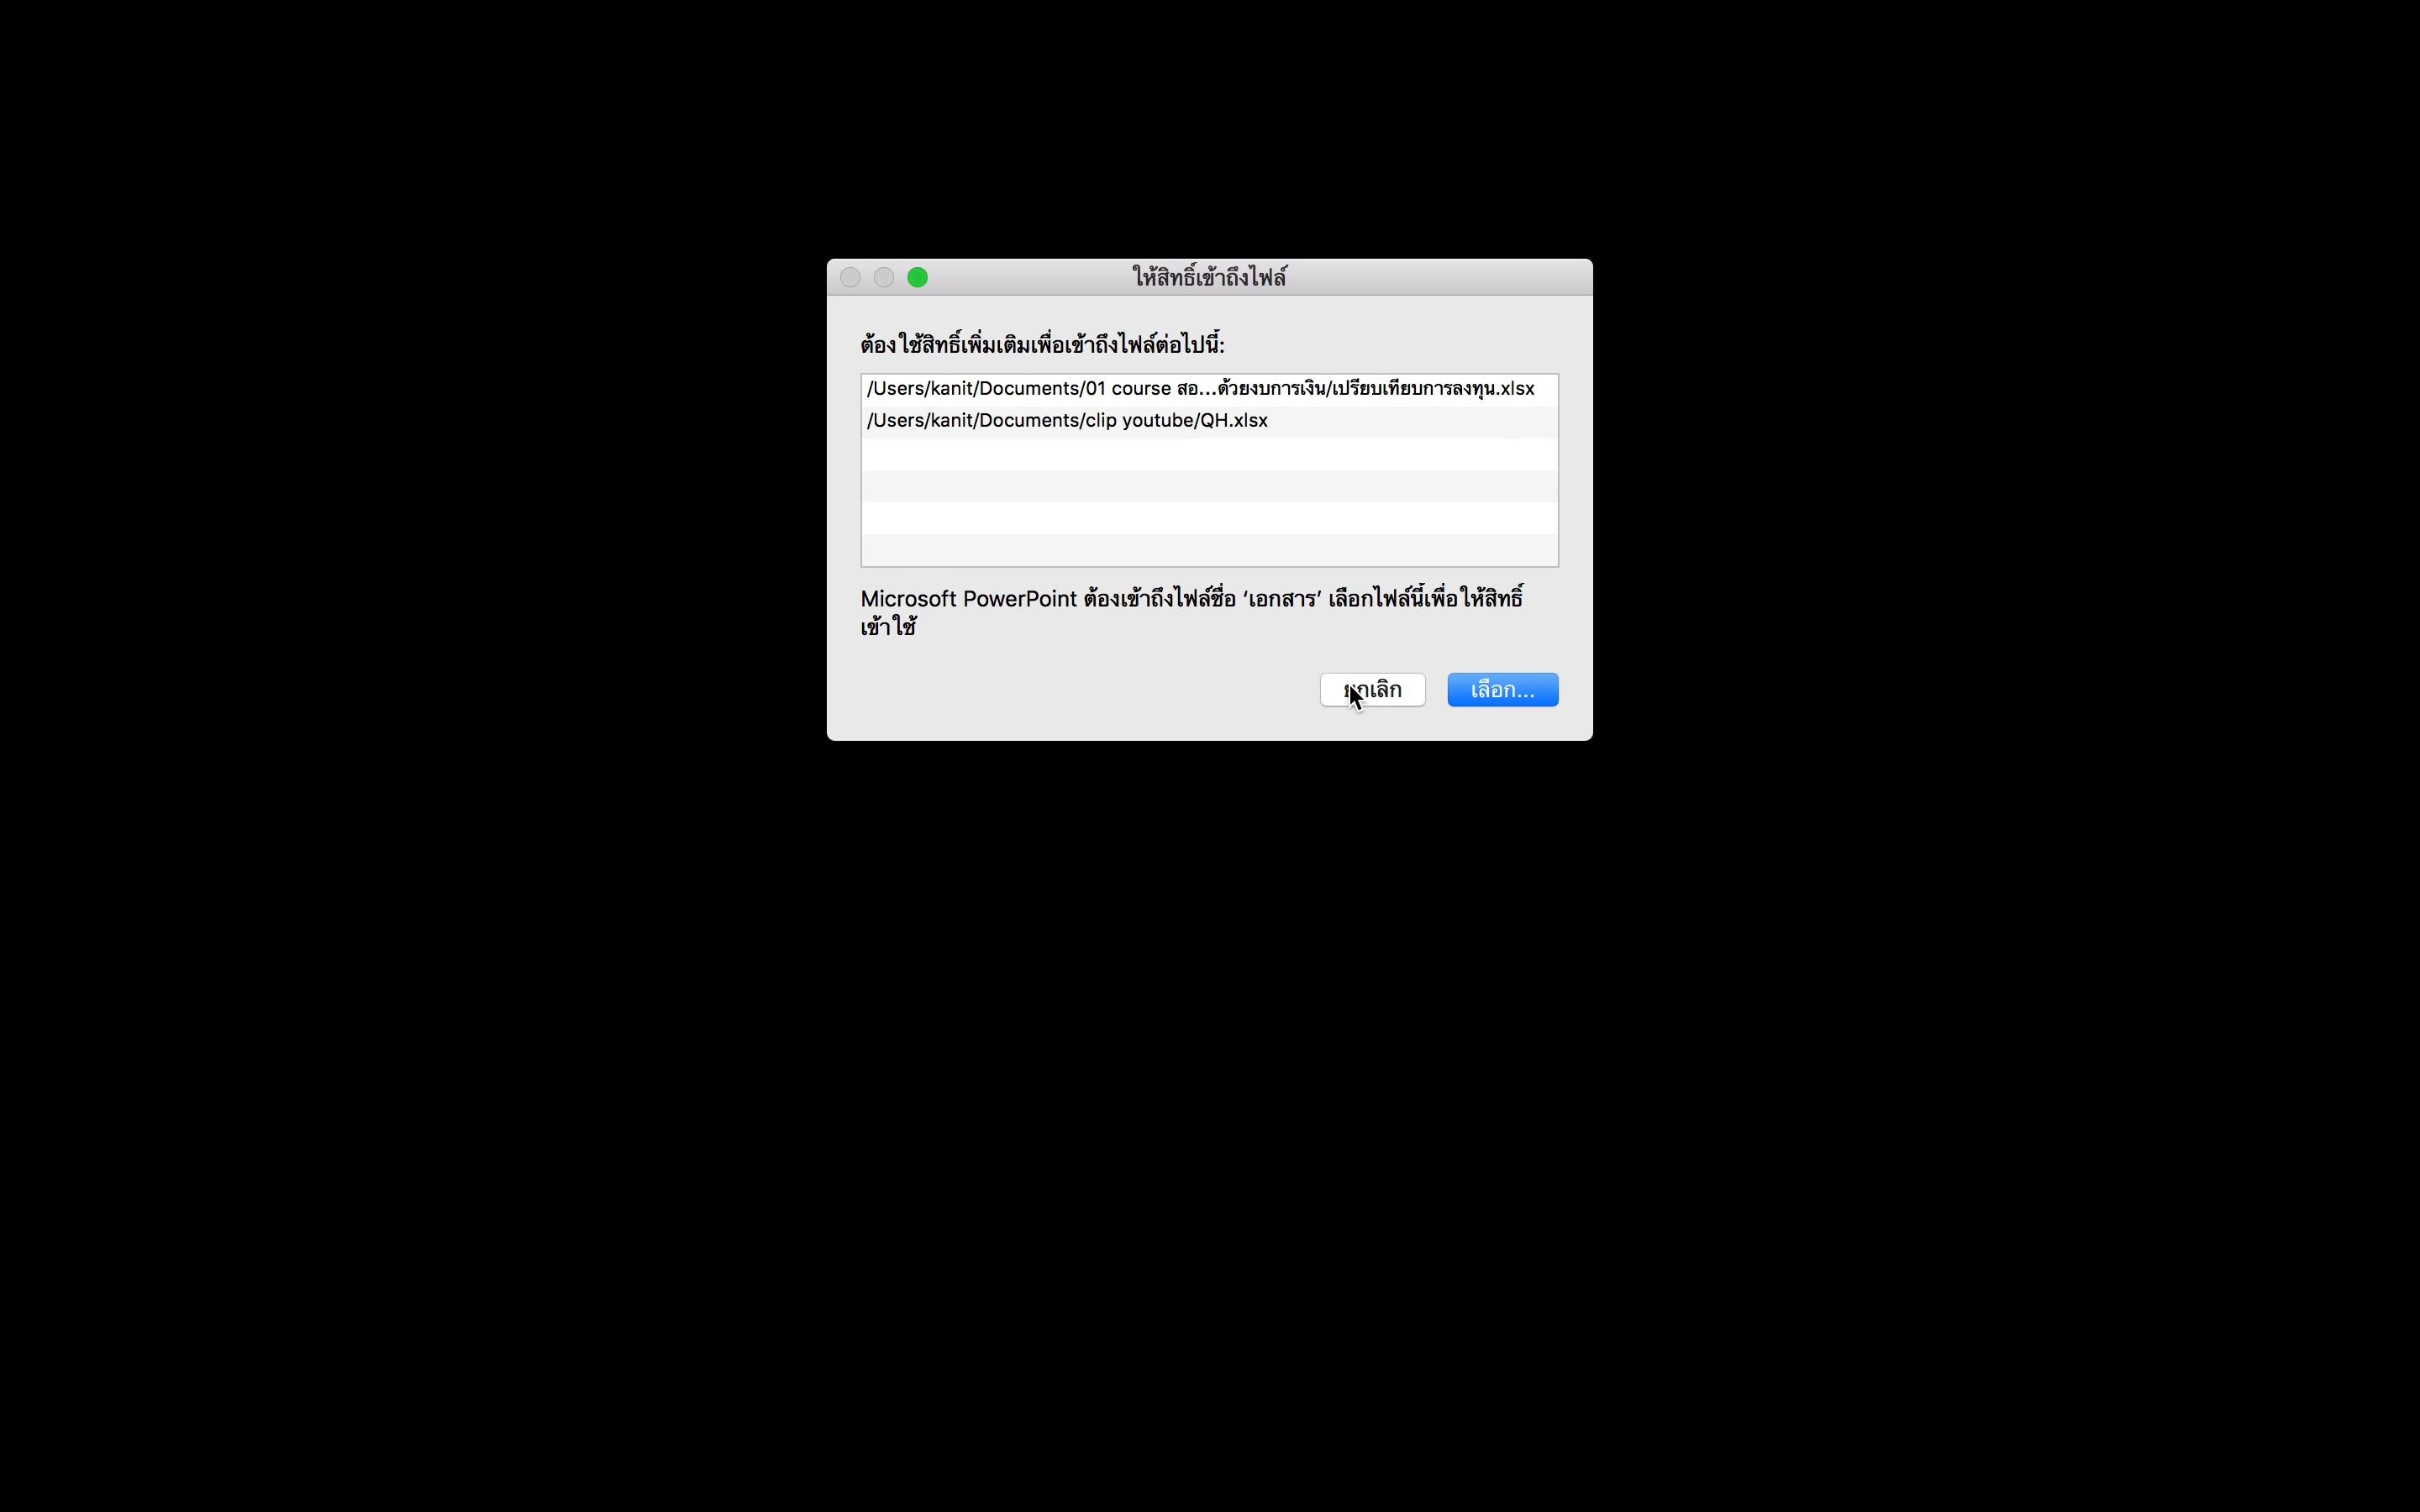 ให้สิทธิ์เข้าถึงไฟล์
ต้องใช้สิทธิ์เพิ่มเติมเพื่อเข้าถึงไฟล์ต่อไปนี้:
/Users/kanit/Documents/01 course สอ...ด้วยงบการเงิน/เปรียบเทียบการลงทุน.xlsx
/Users/kanit/Documents/clip youtube/QH.xlsx
Microsoft PowerPoint ต้องเข้าถึงไฟล์ชื่อ ‘เอกสาร’ เลือกไฟล์นี้เพื่อให้สิทธิ์
เข้าใช้
ยกเลิก เลือก...